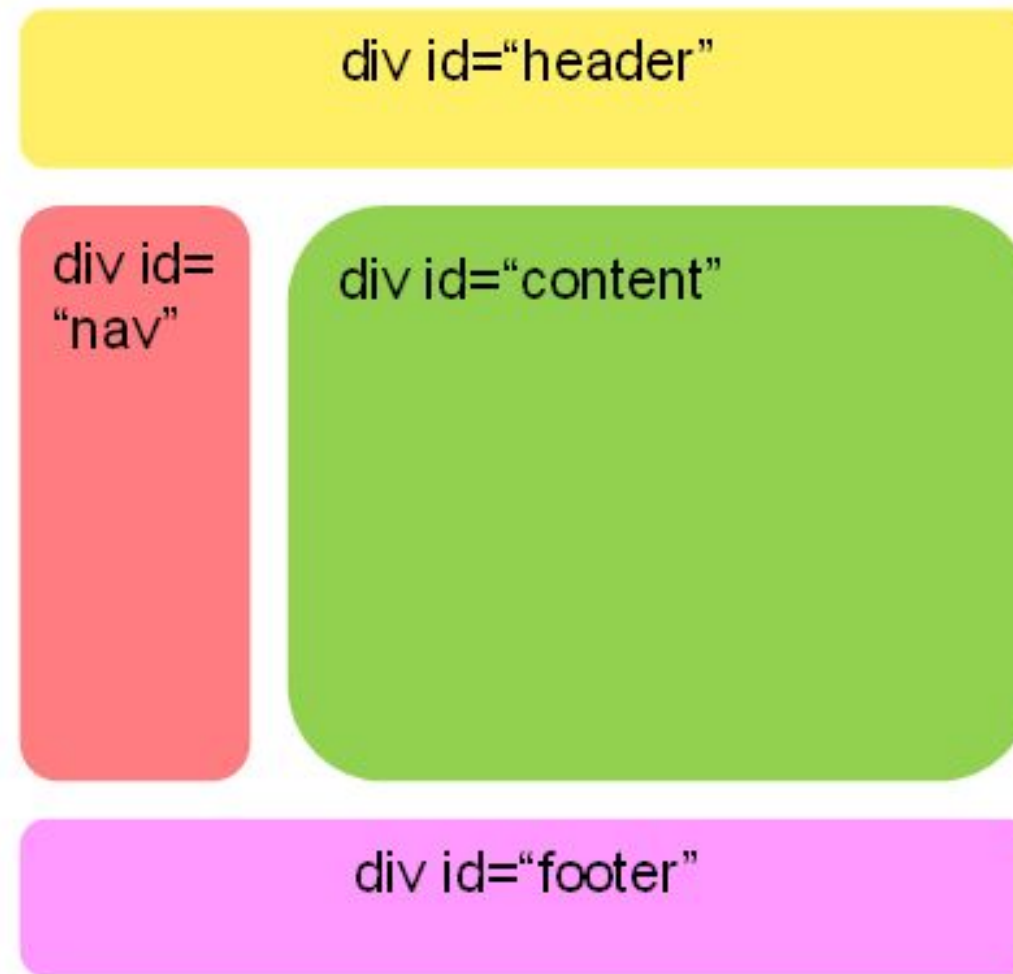 div id=“header”
div id=
“nav”
div id=“content”
div id=“footer”